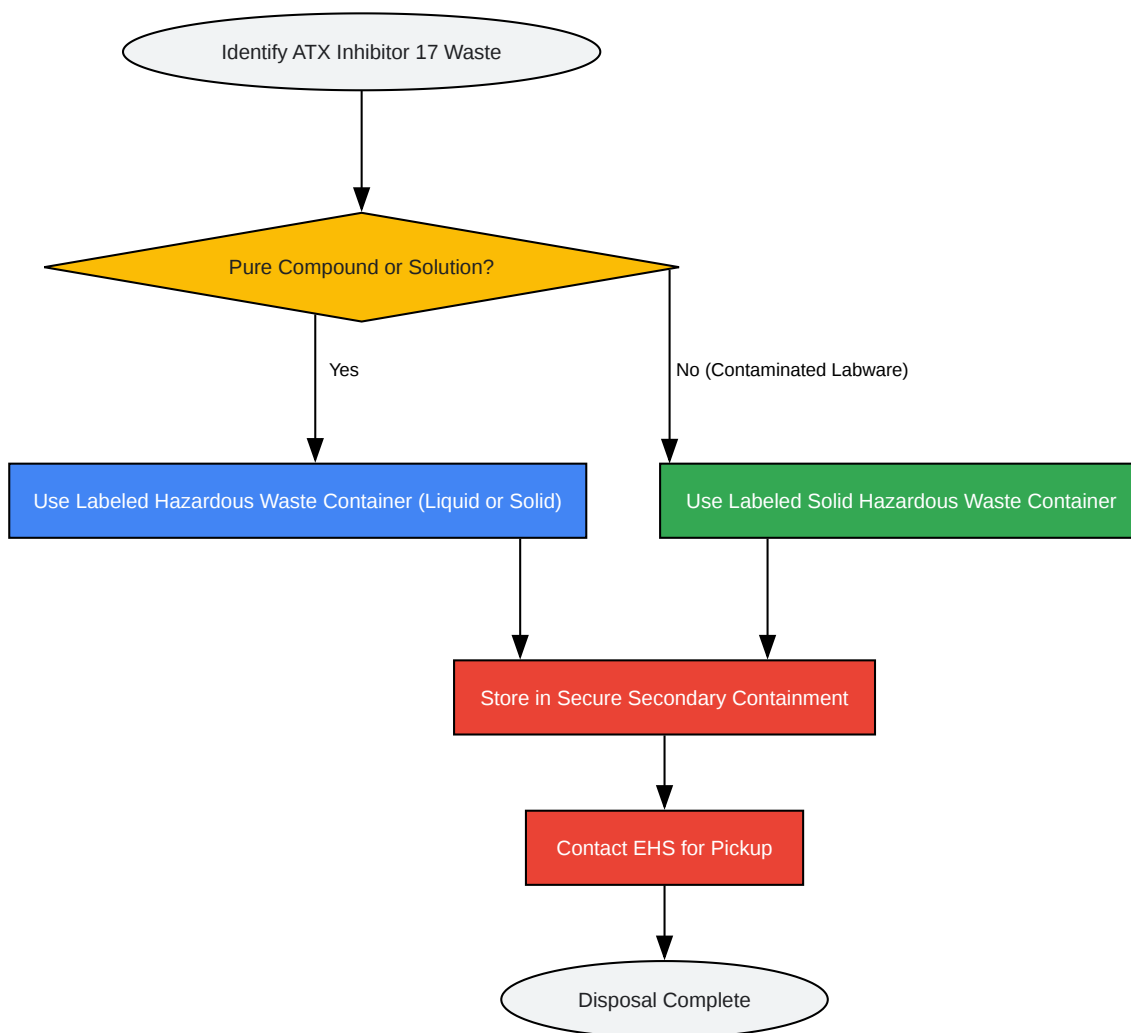 Identify ATX Inhibitor 17 Waste
Pure Compound or Solution?
Yes
No (Contaminated Labware)
Use Labeled Hazardous Waste Container (Liquid or Solid)
Use Labeled Solid Hazardous Waste Container
Store in Secure Secondary Containment
Contact EHS for Pickup
Disposal Complete